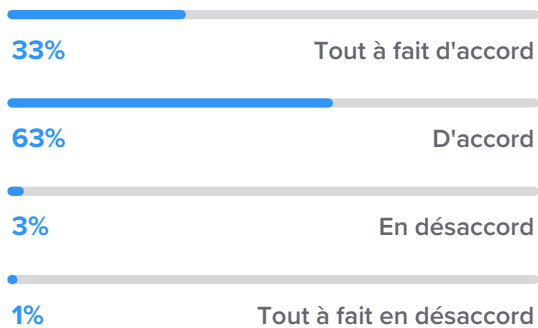 33% Tout à fait d'accord
63% D'accord
3% En désaccord
1% Tout à fait en désaccord